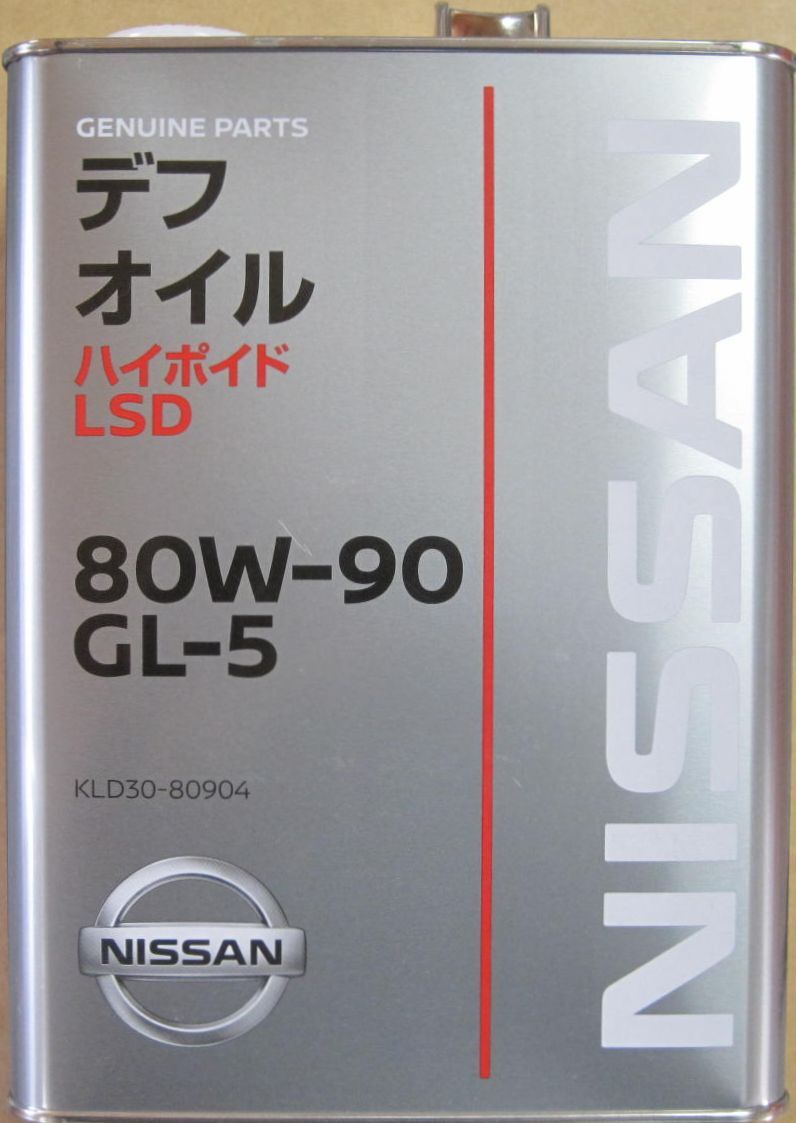 GENUINE PARTS
デフ
オイル
ハイポイド
LSD
80W-90
GL-5
KLD30-80904
NISSAN
NISSAN